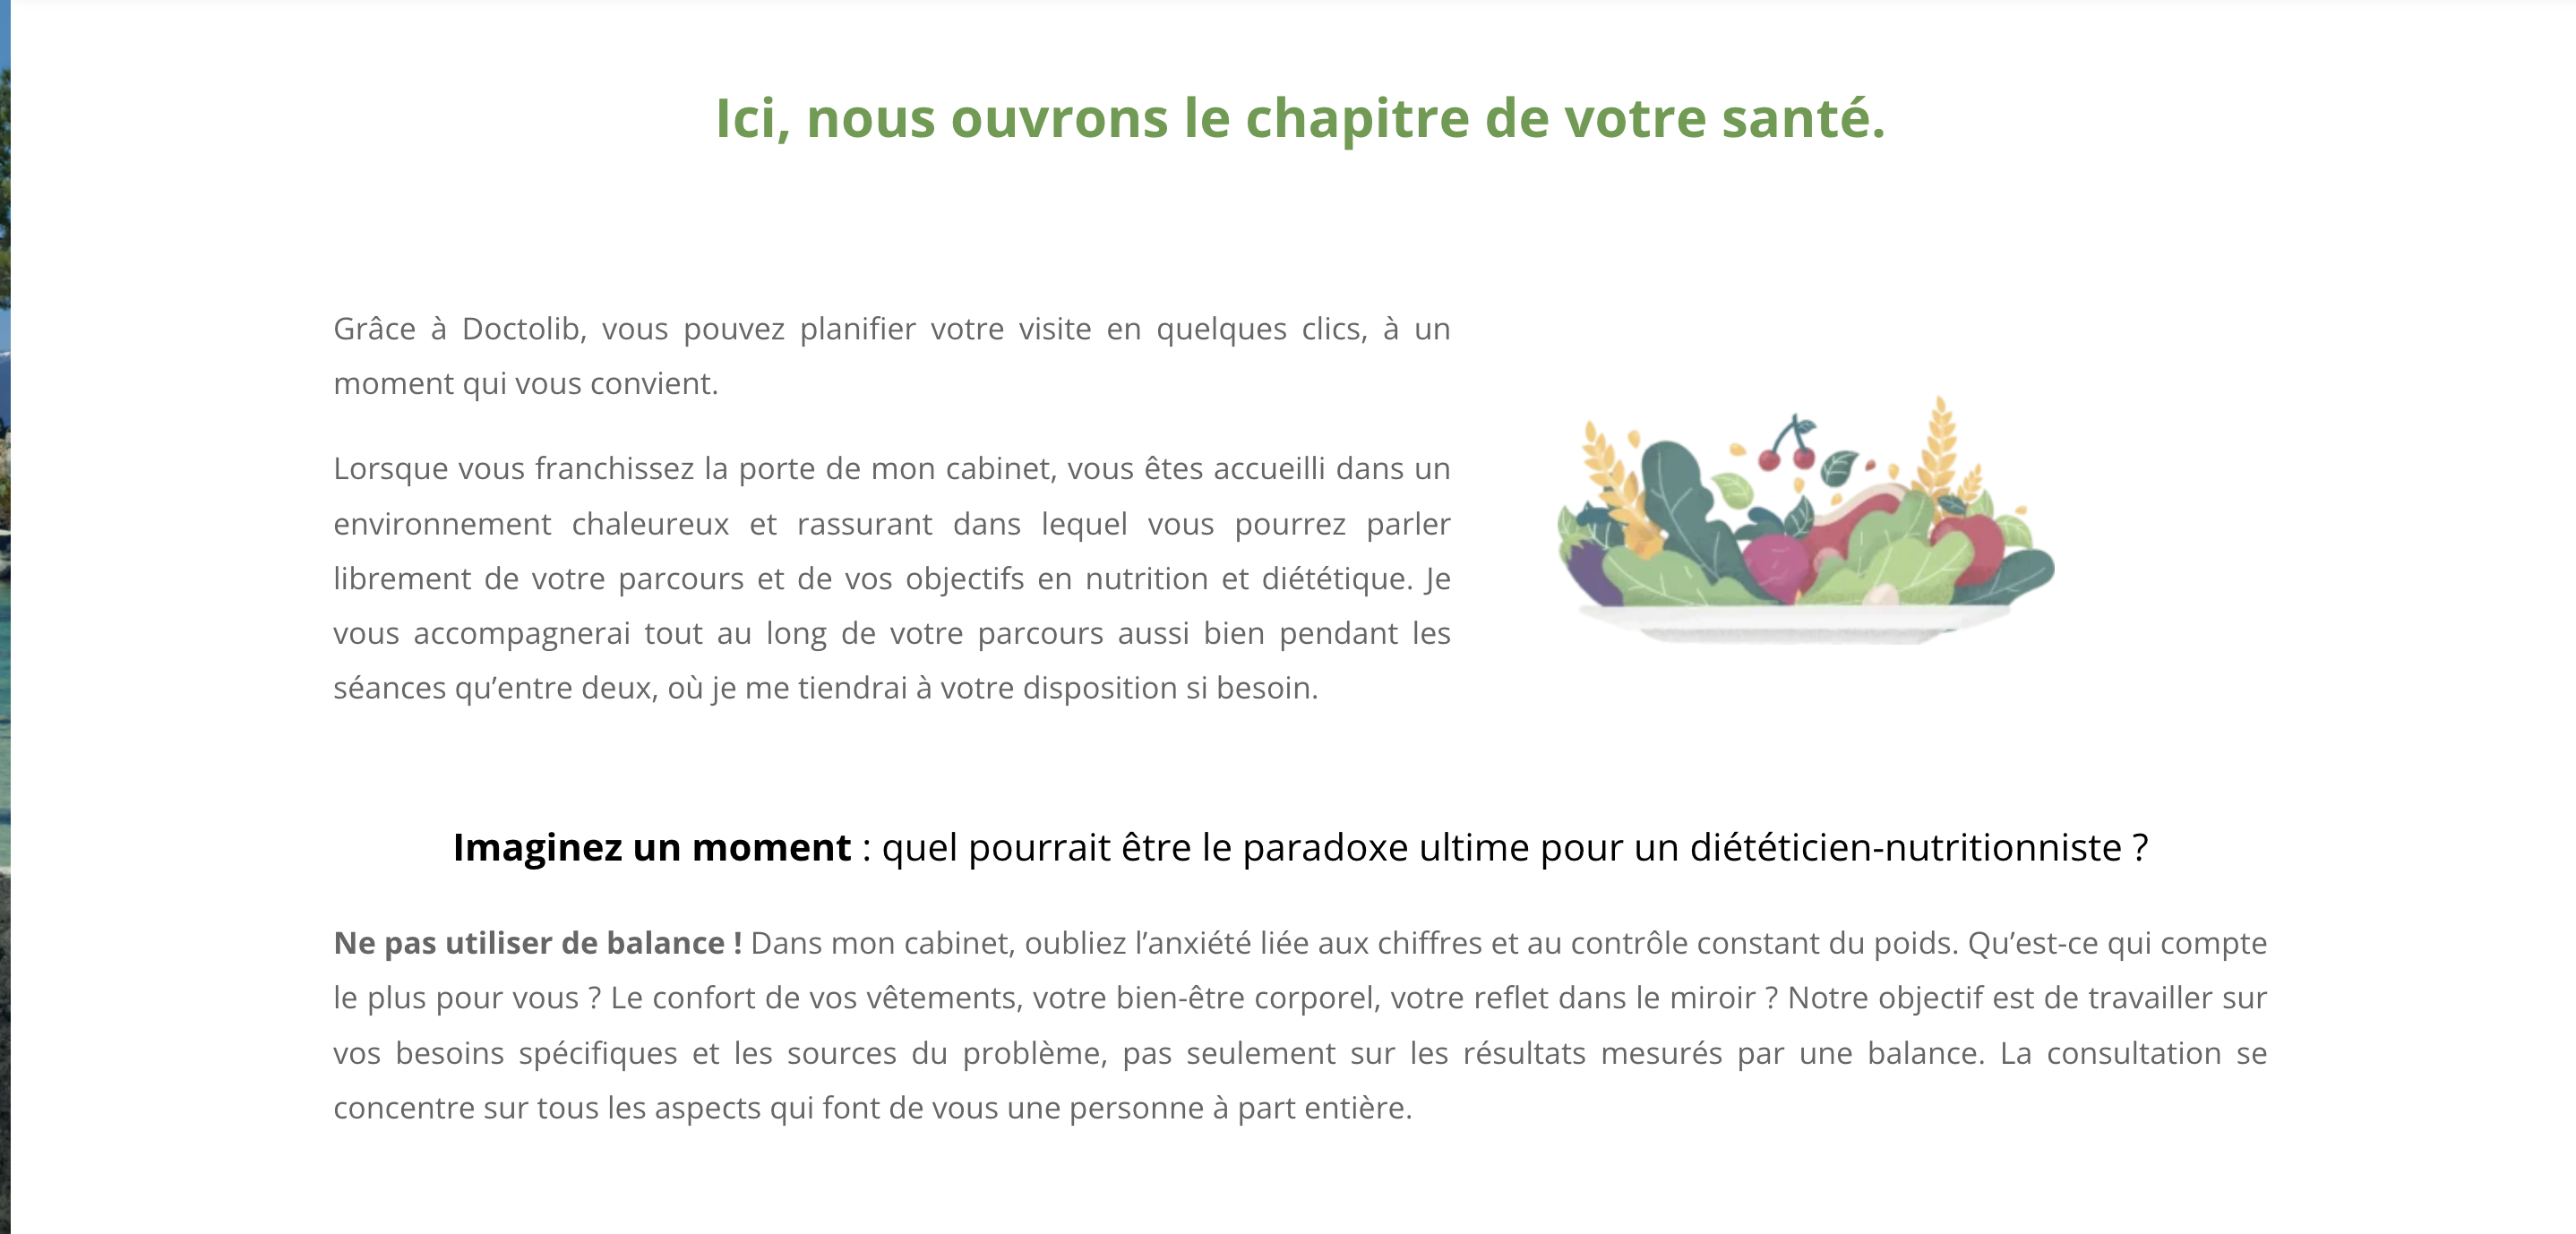 Ici, nous ouvrons le chapitre de votre santé.
Grâce à Doctolib, vous pouvez planifier votre visite en quelques clics, à un
moment qui vous convient.
Lorsque vous franchissez la porte de mon cabinet, vous êtes accueilli dans un
environnement chaleureux et rassurant dans lequel vous pourrez parler
librement de votre parcours et de vos objectifs en nutrition et diététique. Je
vous accompagnerai tout au long de votre parcours aussi bien pendant les
séances qu’entre deux, où je me tiendrai à votre disposition si besoin.
Imaginez un moment : quel pourrait être le paradoxe ultime pour un diététicien-nutritionniste ?
Ne pas utiliser de balance ! Dans mon cabinet, oubliez l’anxiété liée aux chiffres et au contrôle constant du poids. Qu’est-ce qui compte
le plus pour vous ? Le confort de vos vêtements, votre bien-être corporel, votre reflet dans le miroir ? Notre objectif est de travailler sur
vos besoins spécifiques et les sources du problème, pas seulement sur les résultats mesurés par une balance. La consultation se
concentre sur tous les aspects qui font de vous une personne à part entière.